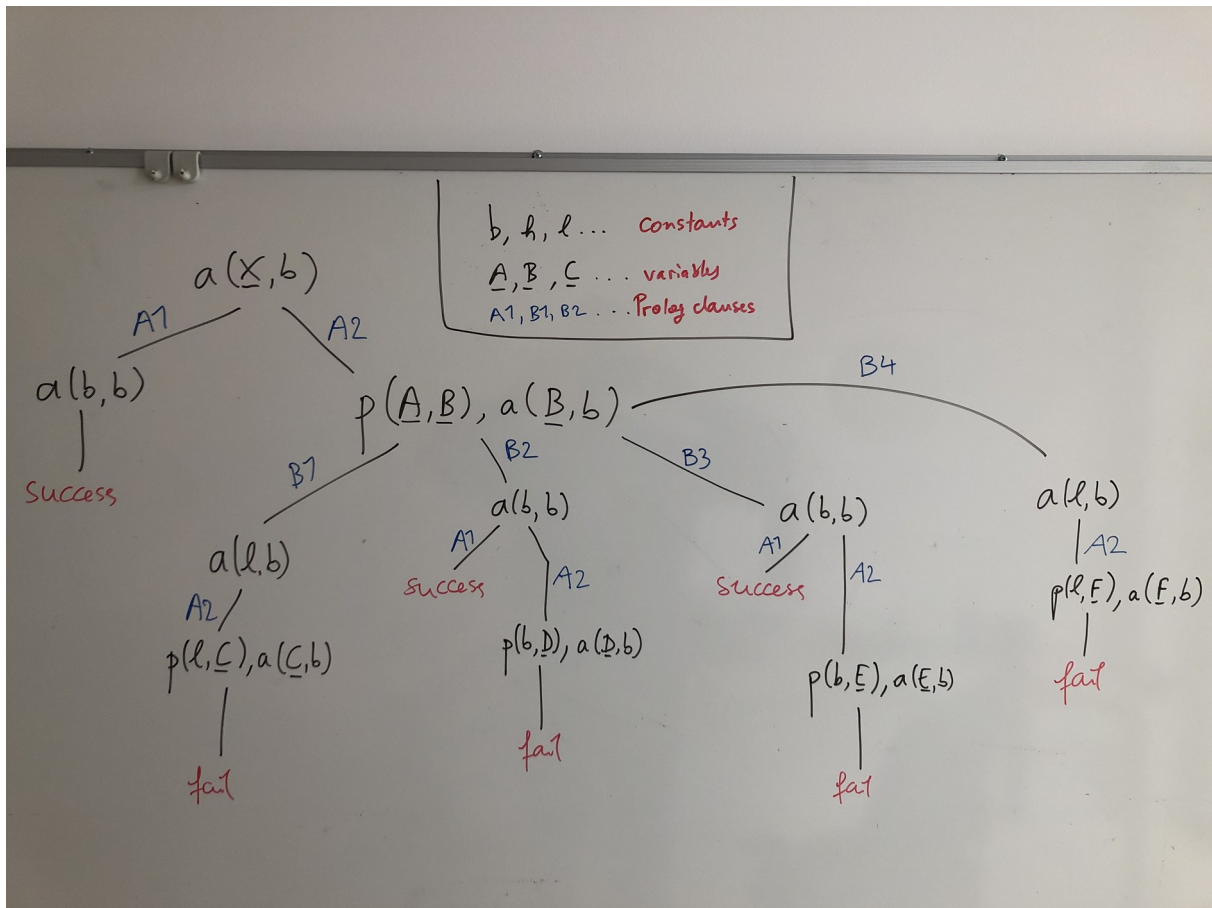 b, h, l ... constants
A, B, C ... variables
A1, B1, B2 ... Prolog clauses
a(X,b)
A1
A2
a(b,b)
success
p(A,B), a(B,b)
B1
B2
B3
B4
a(l,b)
A2
p(l,C), a(C,b)
fail
a(b,b)
A1
success
A2
p(b,D), a(D,b)
fail
a(b,b)
A1
success
A2
p(b,E), a(E,b)
fail
a(l,b)
A2
p(l,F), a(F,b)
fail